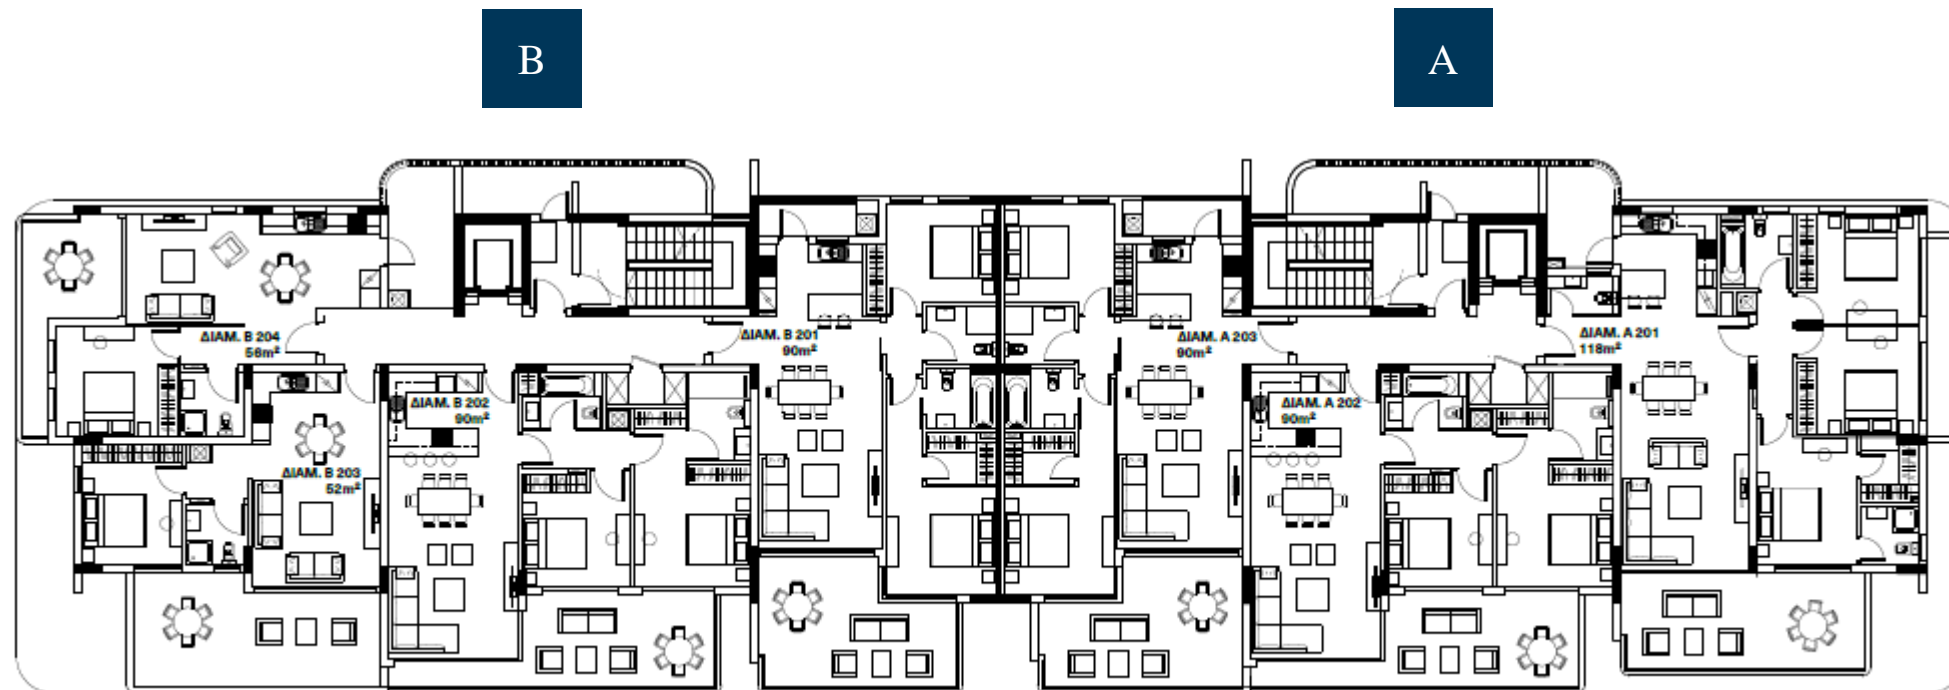 B
A
ΔΙΑΜ. B 204
56m²
ΔΙΑΜ. B 201
90m²
ΔΙΑΜ. A 203
90m²
ΔΙΑΜ. A 201
118m²
ΔΙΑΜ. B 202
90m²
ΔΙΑΜ. A 202
90m²
ΔΙΑΜ. B 203
52m²